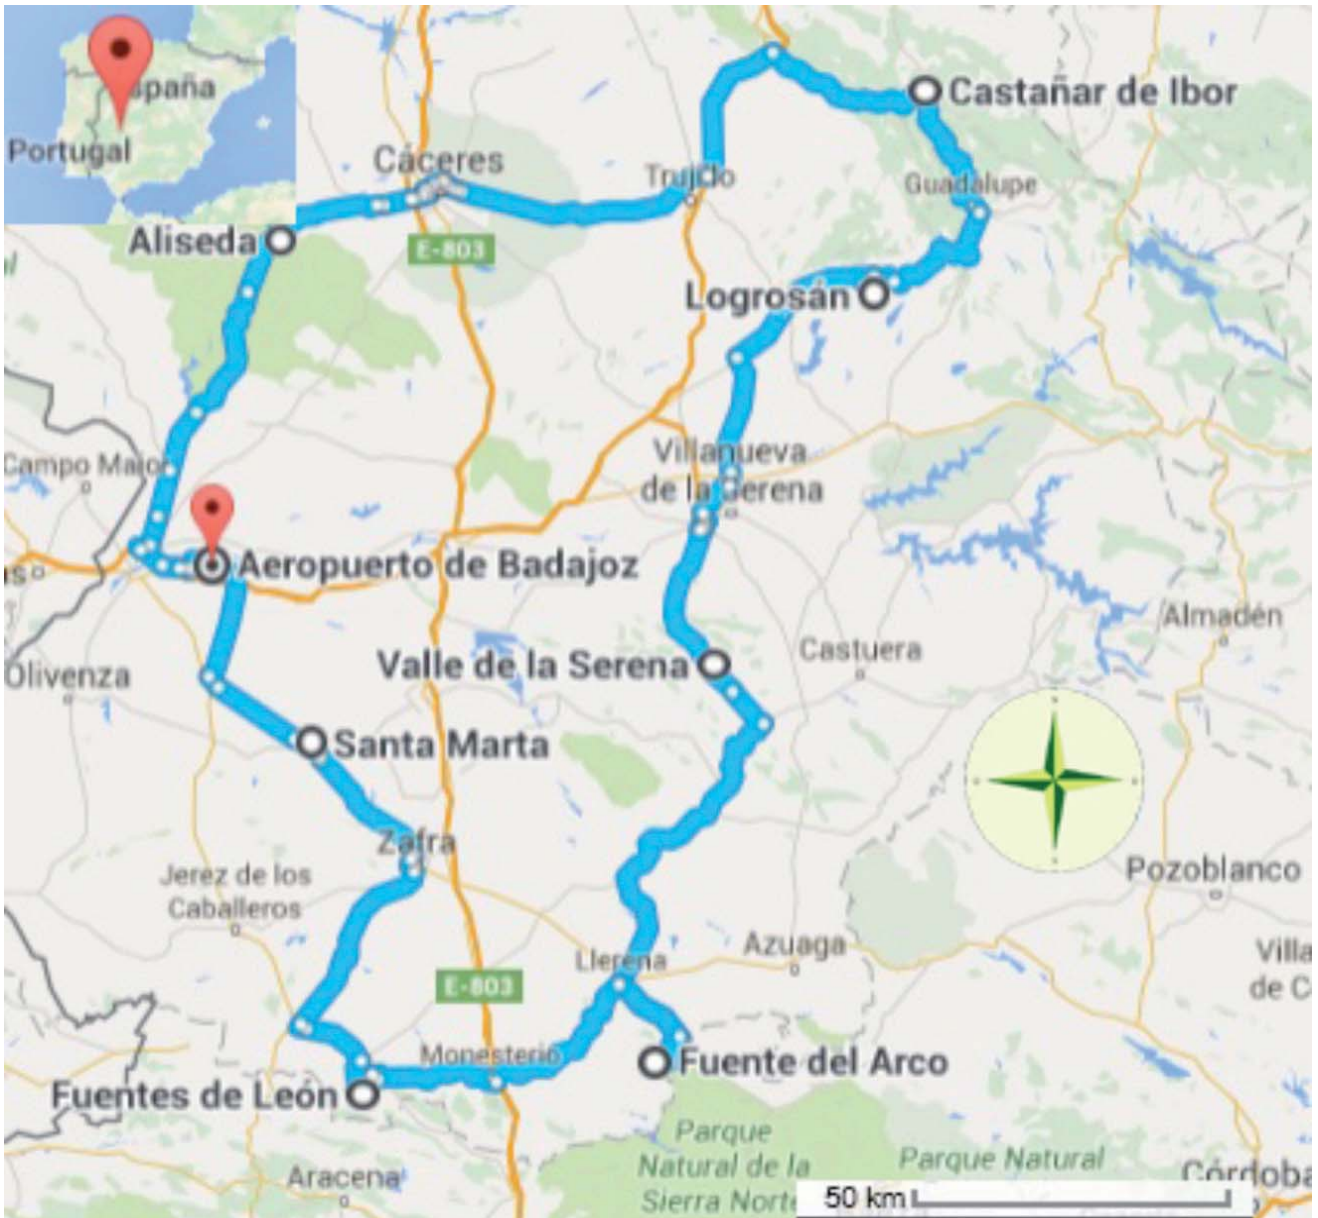 España
Portugal
Castañar de Ibor
Cáceres
Trujillo
Guadalupe
Aliseda
E-803
Logrosán
Campo Maior
Villanueva
de la Serena
Aeropuerto de Badajoz
Almadén
Olivenza
Valle de la Serena
Castuera
Santa Marta
Zafra
Jerez de los
Caballeros
Pozoblanco
Azuaga
Llerena
Villa
de C
E-803
Monesterio
Fuente del Arco
Fuentes de León
Parque
Natural de la
Sierra Norte
Parque Natural
Aracena
Córdoba
50 km